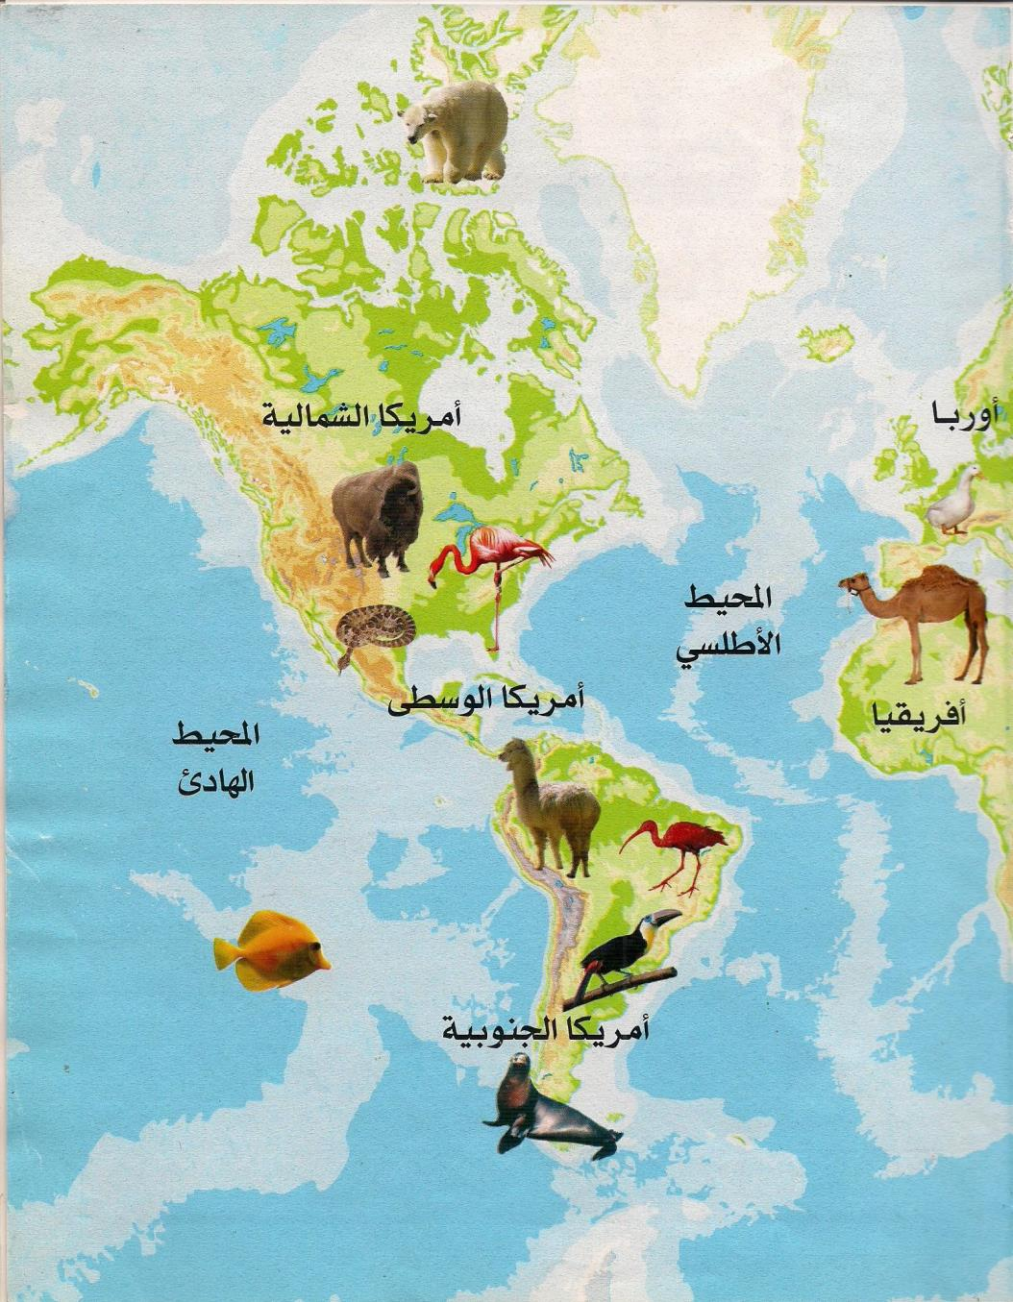 أمريكا الشمالية
أوربا
المحيط
الأطلسي
أمريكا الوسطى
أفريقيا
المحيط
الهادئ
أمريكا الجنوبية